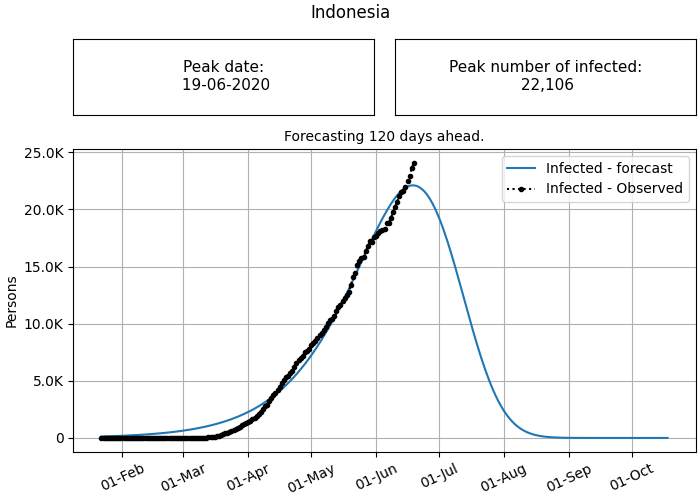 Indonesia
Peak date:
19-06-2020
Peak number of infected:
22,106
Forecasting 120 days ahead.
25.0K
20.0K
15.0K
10.0K
5.0K
0
Persons
Infected - forecast
Infected - Observed
01-Feb
01-Mar
01-Apr
01-May
01-Jun
01-Jul
01-Aug
01-Sep
01-Oct